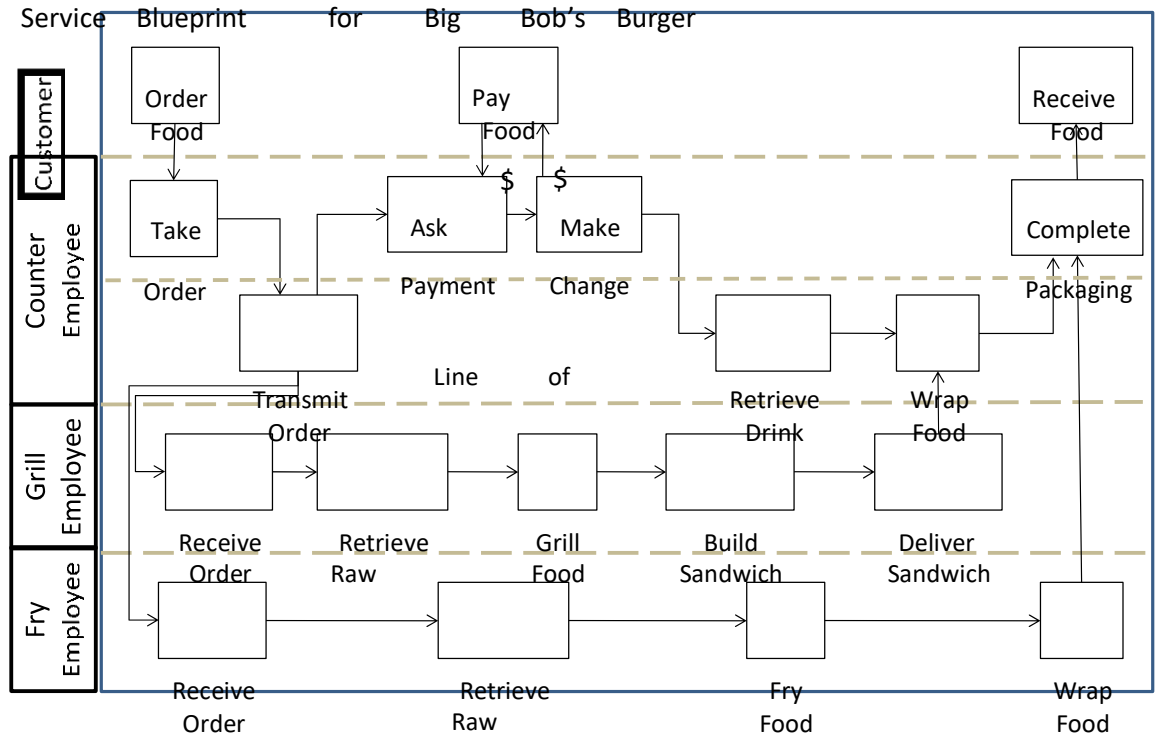 Service Blueprint for Big Bob's Burger
Customer
Order
Food
Pay
Food
Receive
Food
Counter
Employee
$ $
Take
Order
Ask
Payment
Make
Change
Complete
Packaging
Line of
Transmit
Order
Retrieve
Drink
Wrap
Food
Grill
Employee
Receive
Order
Retrieve
Raw
Grill
Food
Build
Sandwich
Deliver
Sandwich
Fry
Employee
Receive
Order
Retrieve
Raw
Fry
Food
Wrap
Food